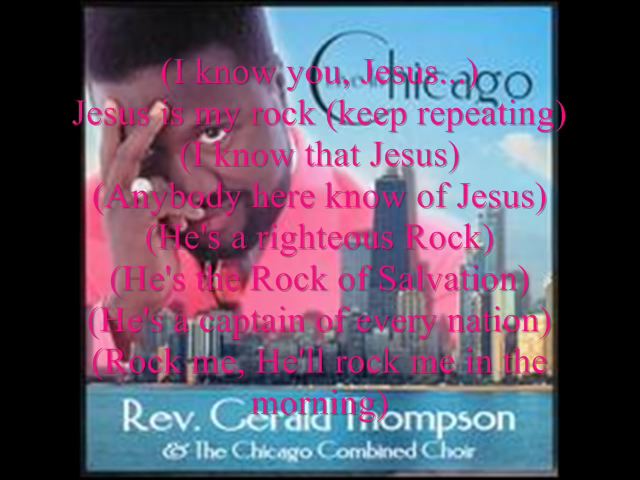 (I know you, Jesus...)
Chicago
Jesus is my rock (keep repeating)
(I know that Jesus)
(Anybody here know of Jesus)
(He's a righteous Rock)
(He's the Rock of Salvation)
(He's a captain of every nation)
(Rock me, He'll rock me in the
morning)
Rev. Gerald Thompson
& The Chicago Combined Choir